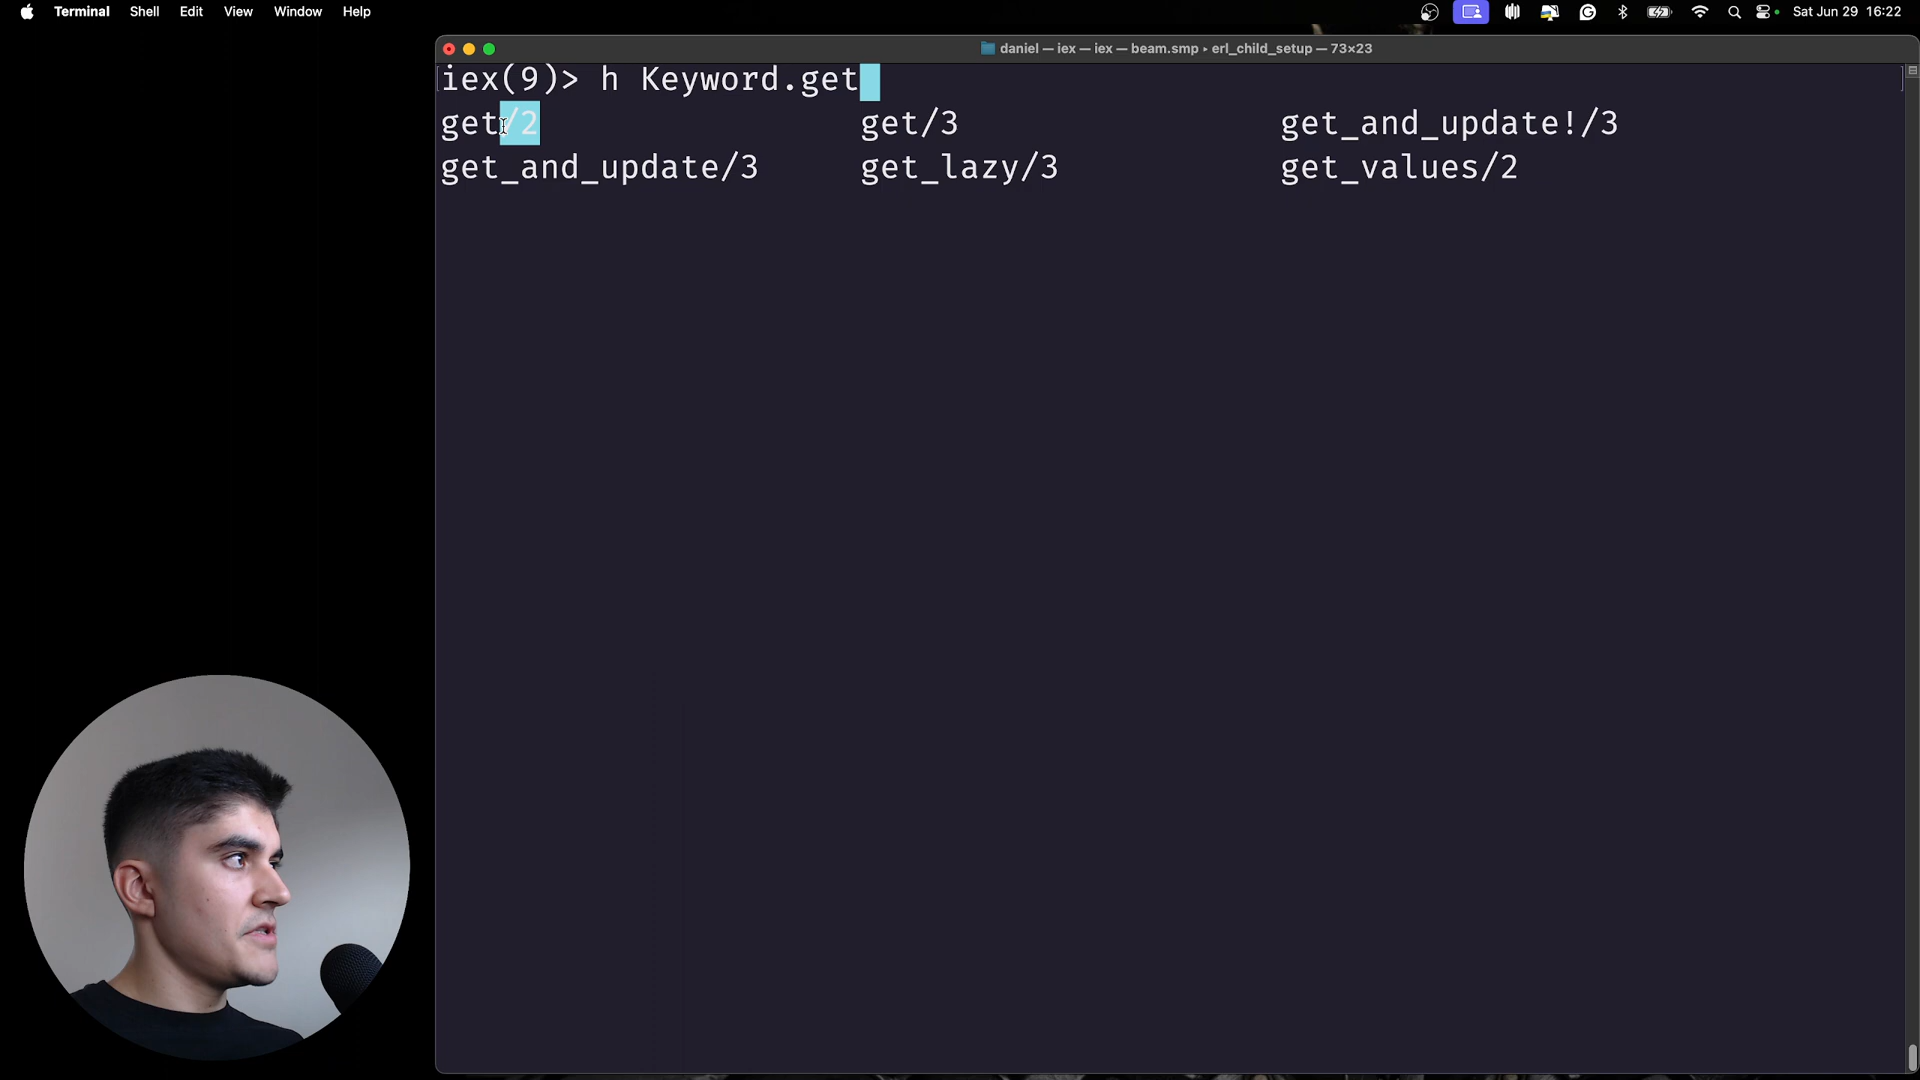 Terminal Shell Edit View Window Help Sat Jun 29 16:22
daniel — iex — iex — beam.smp ▸ erl_child_setup — 73×23
iex(9)> h Keyword.get
get/2 get/3 get_and_update!/3
get_and_update/3 get_lazy/3 get_values/2